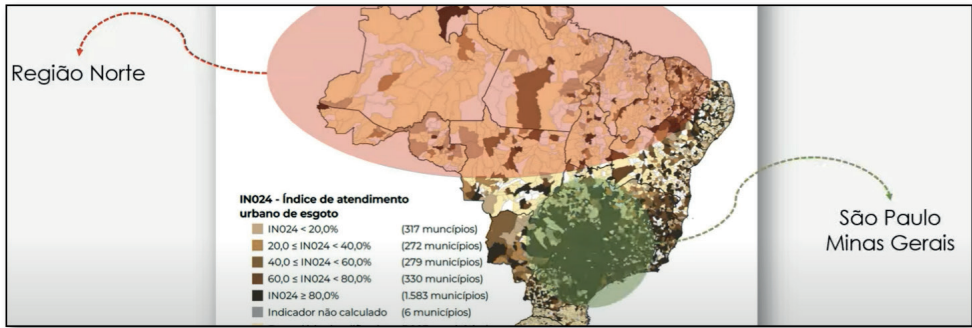 Região Norte
São Paulo
Minas Gerais
IN024 - Índice de atendimento
urbano de esgoto
IN024 < 20,0% (317 muncípios)
20,0 ≤ IN024 < 40,0% (272 municípios)
40,0 ≤ IN024 < 60,0% (279 municípios)
60,0 ≤ IN024 < 80,0% (330 municípios)
IN024 ≥ 80,0% (1.583 municípios)
Indicador não calculado (6 municípios)